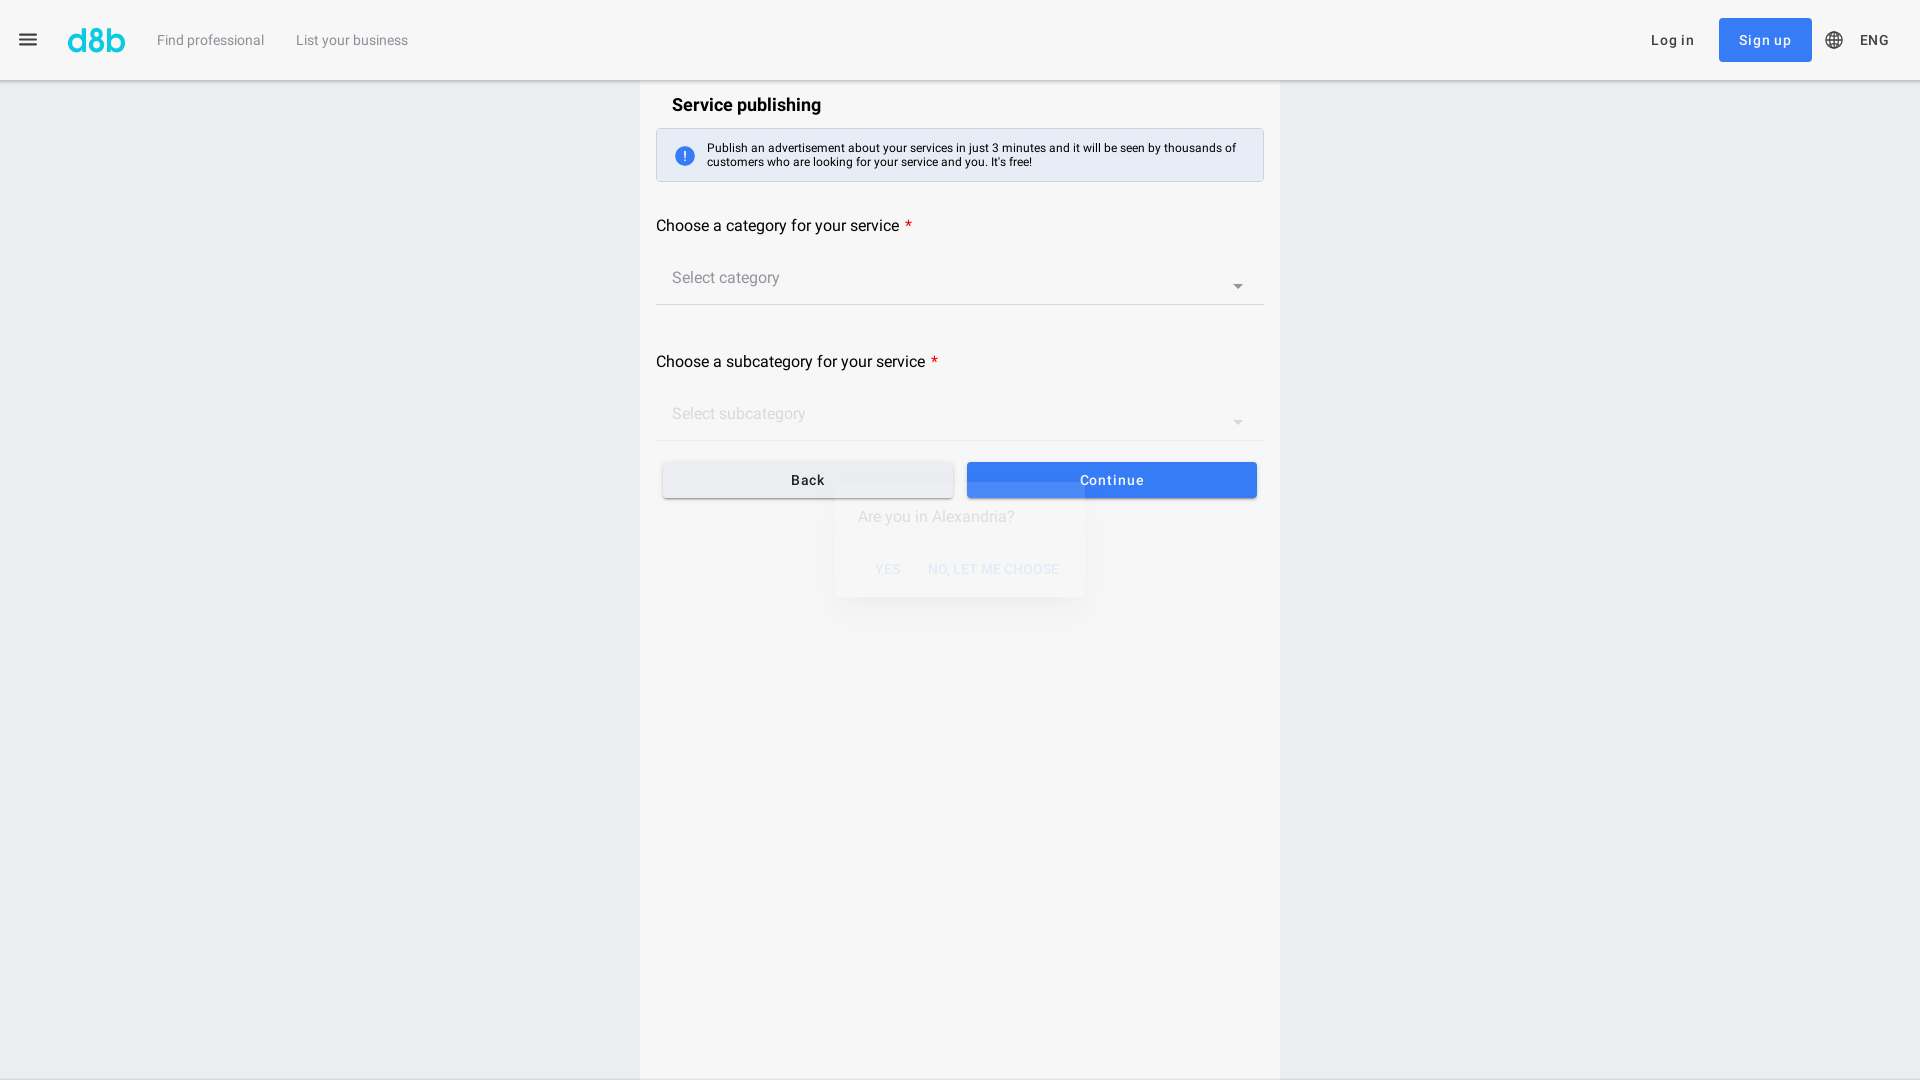 d8b
Find professional
List your business
Log in
Sign up
ENG
Service publishing
Publish an advertisement about your services in just 3 minutes and it will be seen by thousands of
customers who are looking for your service and you. It's free!
Choose a category for your service *
Select category
Choose a subcategory for your service *
Select subcategory
Back
Continue
Are you in Alexandria?
YES
NO, LET ME CHOOSE